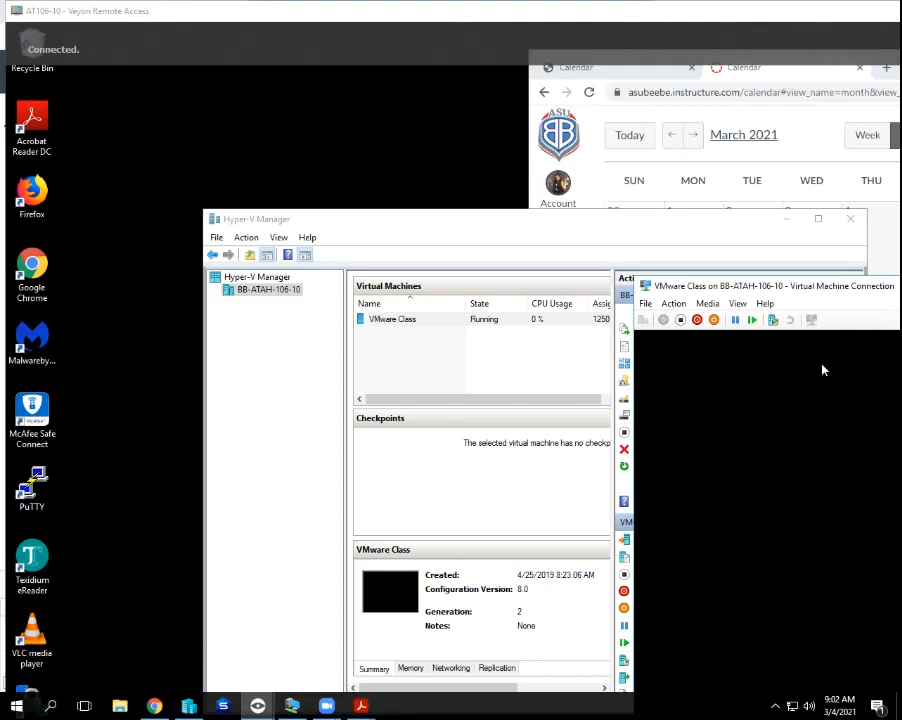 AT106-10 - Veyon Remote Access
Connected.
Recycle Bin
Acrobat
Reader DC
Firefox
Google
Chrome
Malwareby...
McAfee Safe
Connect
PuTTY
Texidium
eReader
VLC media
player
Calendar
Calendar
asubeebe.instructure.com/calendar#view_name=month&view_
ASU
BB
Account
Today
March 2021
Week
SUN
MON
TUE
WED
THU
Hyper-V Manager
File
Action
View
Help
Hyper-V Manager
BB-ATAH-106-10
Virtual Machines
Name
State
CPU Usage
Assig
VMware Class
Running
0 %
1250
Checkpoints
The selected virtual machine has no checkp
VMware Class
Created:
4/25/2019 8:23:06 AM
Configuration Version:
8.0
Generation:
2
Notes:
None
Summary
Memory
Networking
Replication
Acti
BB-
VM
VMware Class on BB-ATAH-106-10 - Virtual Machine Connection
File
Action
Media
View
Help
9:02 AM
3/4/2021